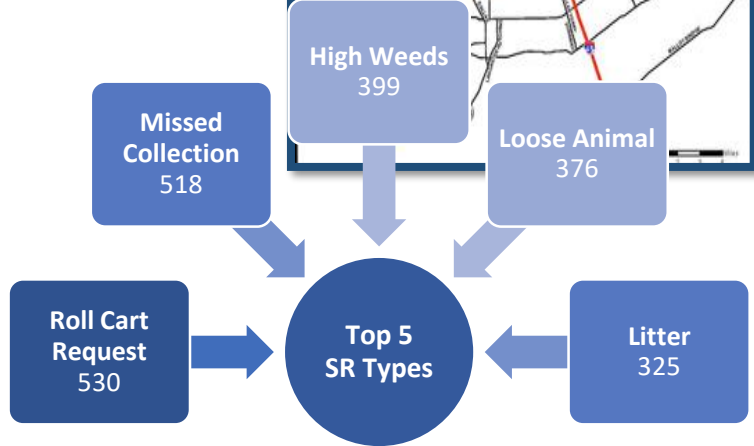 High Weeds
399
Missed
Collection
518
Loose Animal
376
Roll Cart
Request
530
Top 5
SR Types
Litter
325